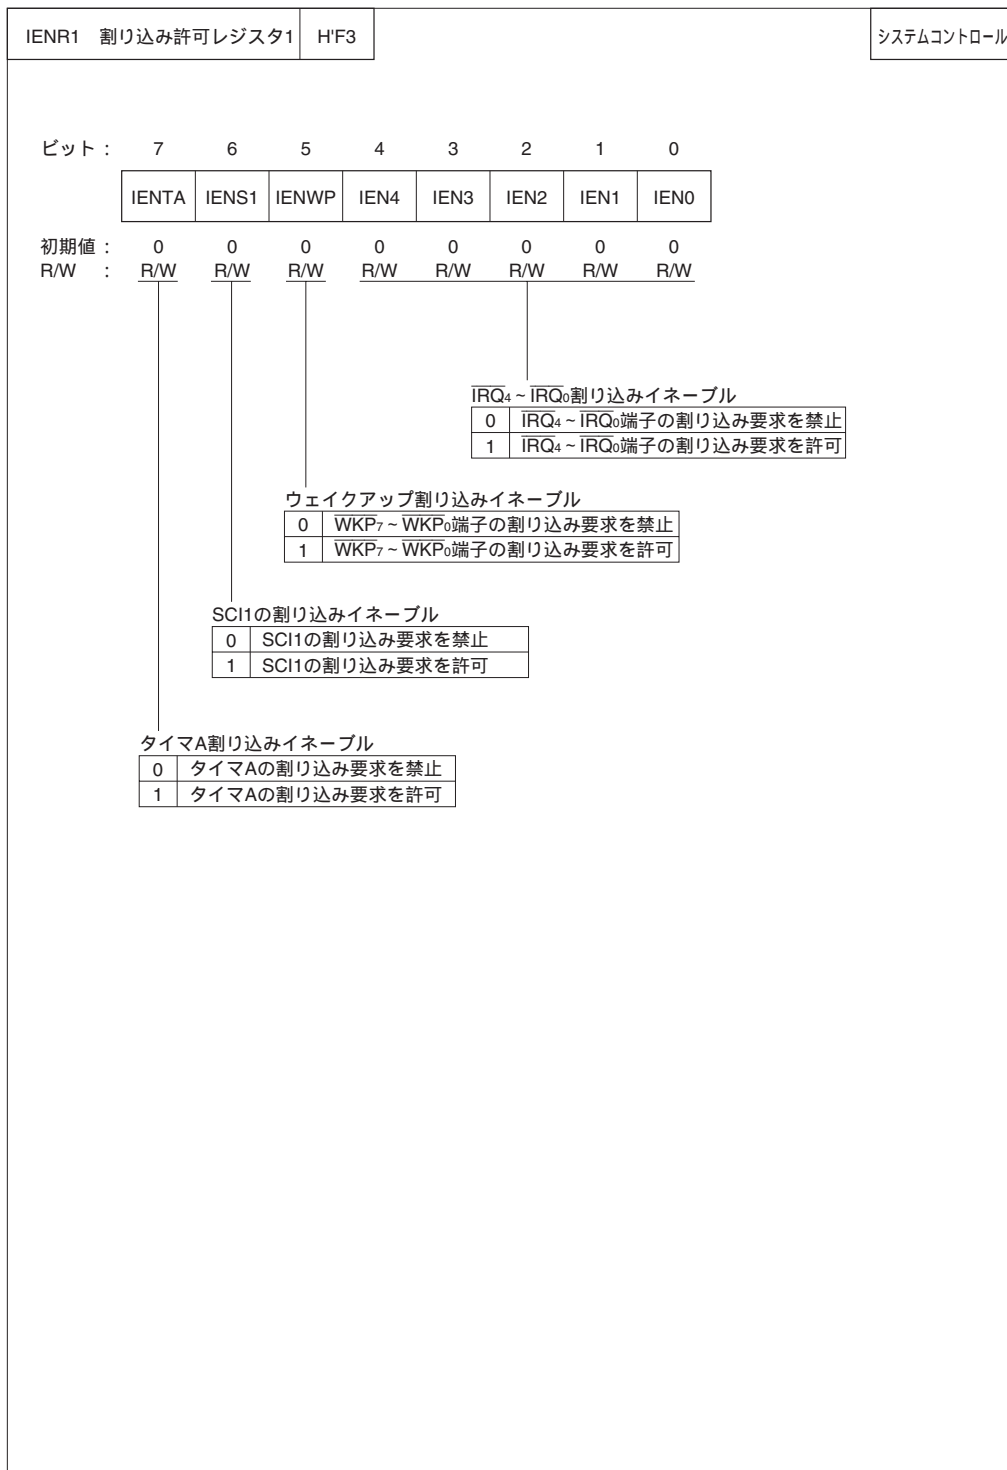 IENR1 割り込み許可レジスタ1 H'F3 システムコントロール
ビット : 7 6 5 4 3 2 1 0
IENTA IENS1 IENWP IEN4 IEN3 IEN2 IEN1 IEN0
初期値 : 0 0 0 0 0 0 0 0
R/W : R/W R/W R/W R/W R/W R/W R/W R/W
IRQ4 ~ IRQ0割り込みイネーブル
0 IRQ4 ~ IRQ0端子の割り込み要求を禁止
1 IRQ4 ~ IRQ0端子の割り込み要求を許可
ウェイクアップ割り込みイネーブル
0 WKP7 ~ WKP0端子の割り込み要求を禁止
1 WKP7 ~ WKP0端子の割り込み要求を許可
SCI1の割り込みイネーブル
0 SCI1の割り込み要求を禁止
1 SCI1の割り込み要求を許可
タイマA割り込みイネーブル
0 タイマAの割り込み要求を禁止
1 タイマAの割り込み要求を許可